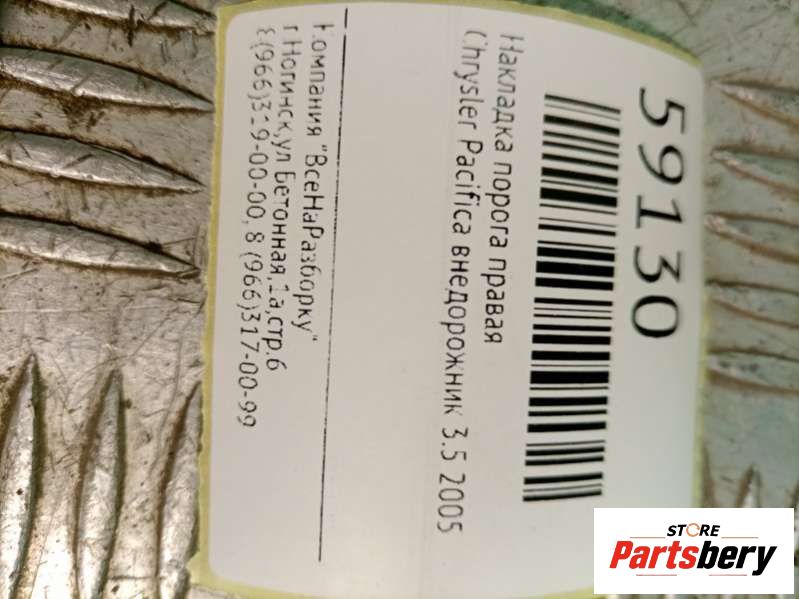 59130
Накладка порога правая
Chrysler Pacifica внедорожник 3.5 2005
Компания "ВсеНаРазборку"
г Ногинск,ул Бетонная,1а,стр.6
8(966)319-00-00, 8 (966)317-00-99
STORE
Partsbery